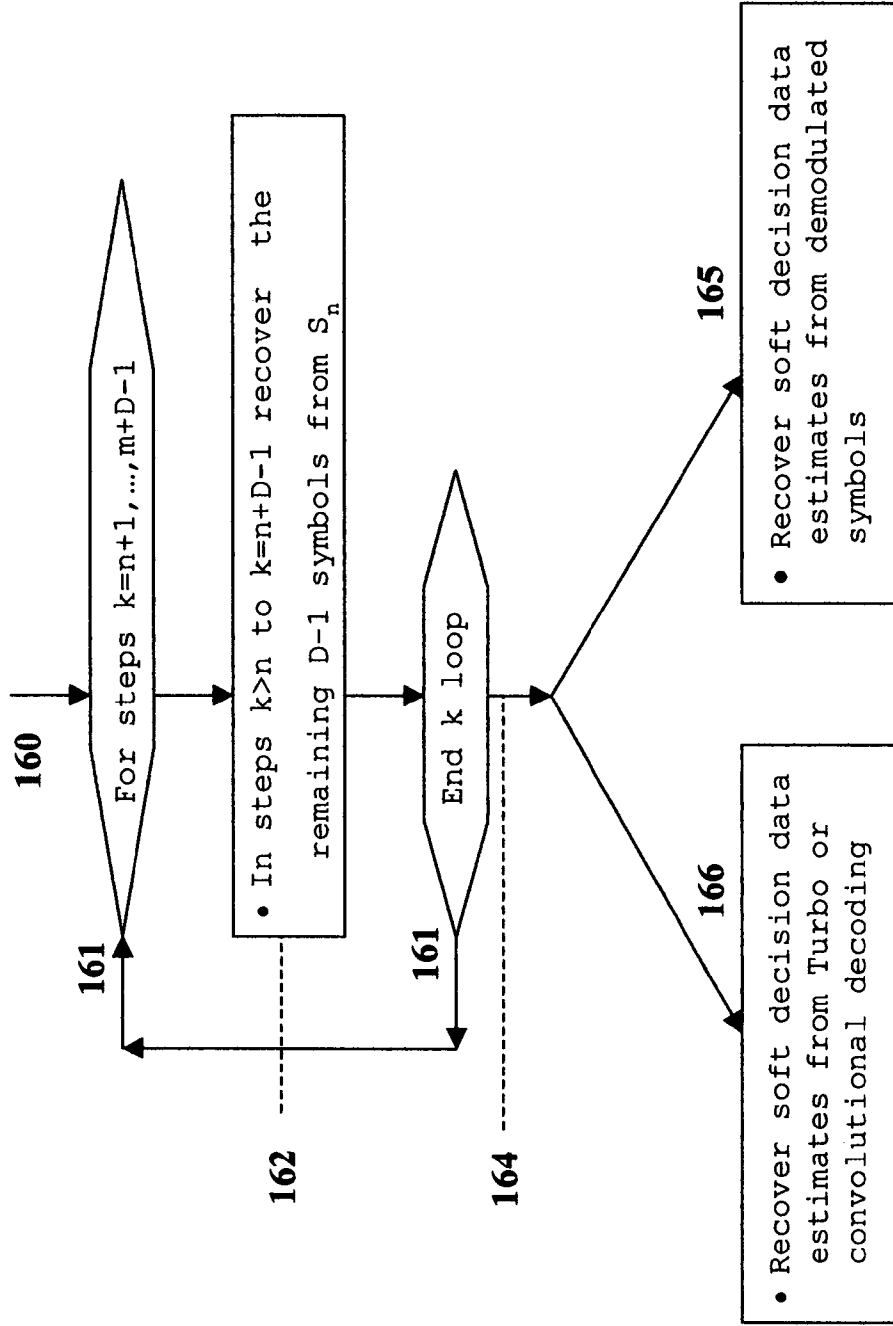 160
For steps k=n+1,…,m+D-1
161
• In steps k>n to k=n+D-1 recover the
remaining D-1 symbols from Sn
162
End k loop
161
164
166
• Recover soft decision data
estimates from Turbo or
convolutional decoding
165
• Recover soft decision data
estimates from demodulated
symbols